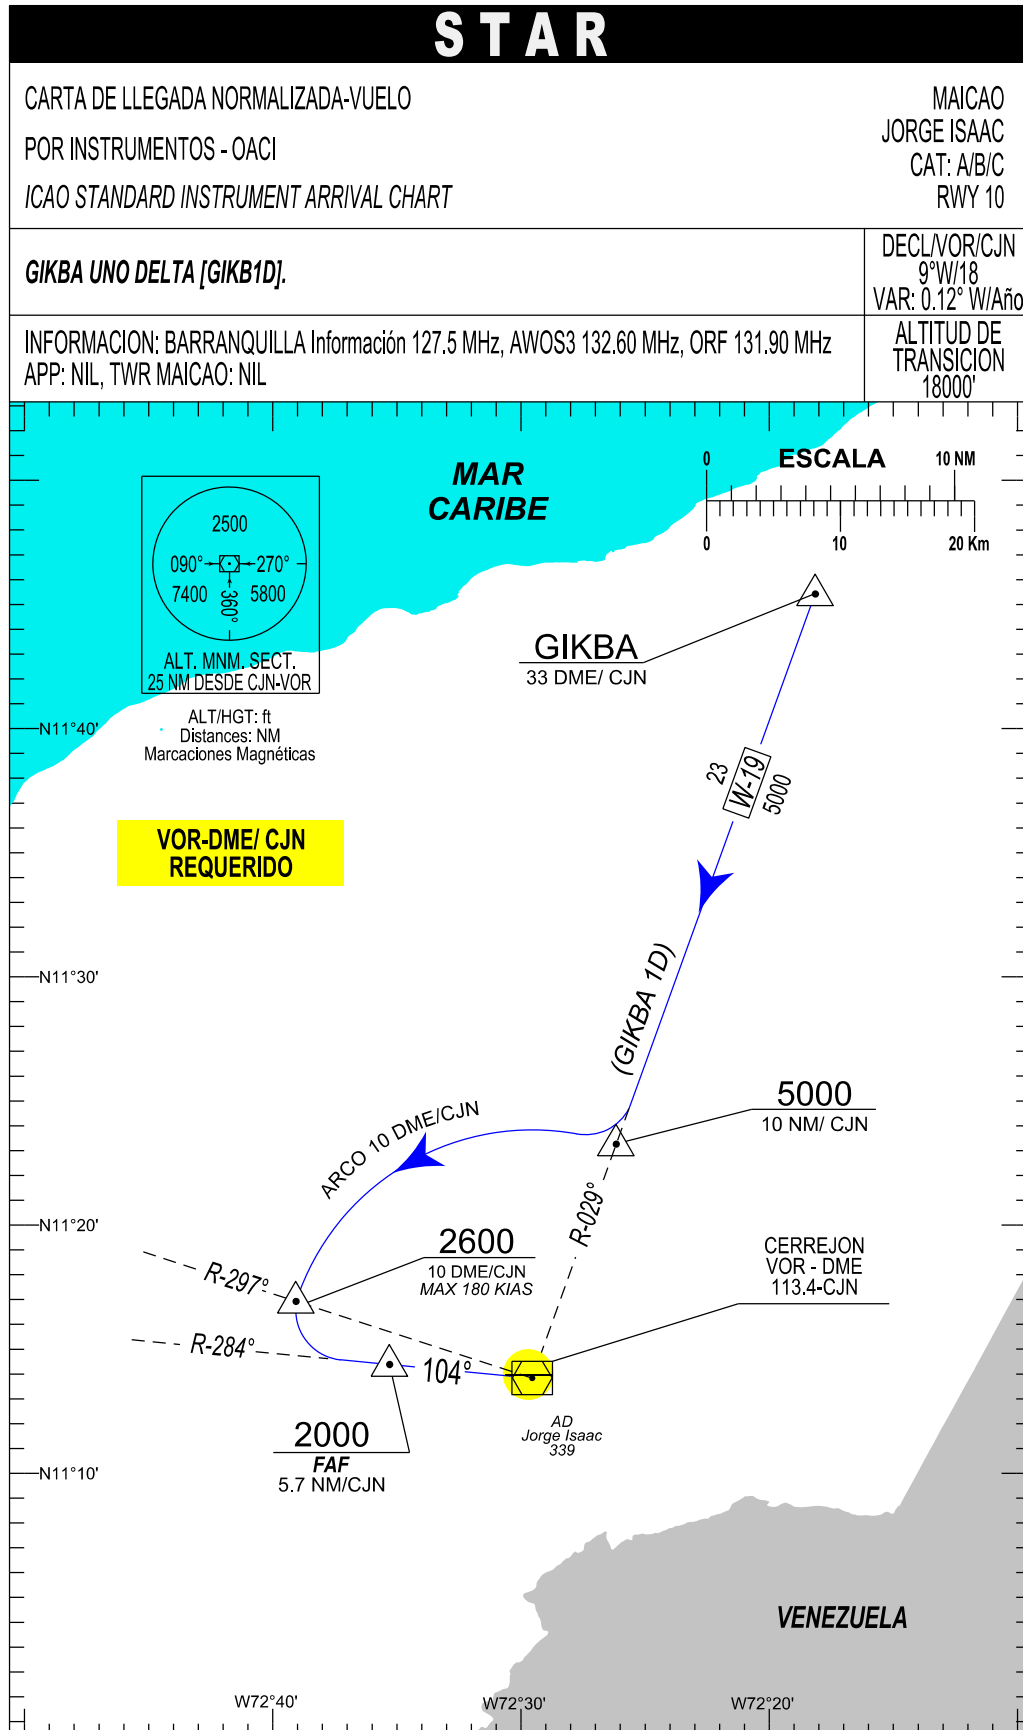 STAR
CARTA DE LLEGADA NORMALIZADA-VUELO
POR INSTRUMENTOS - OACI
ICAO STANDARD INSTRUMENT ARRIVAL CHART
MAICAO
JORGE ISAAC
CAT: A/B/C
RWY 10
GIKBA UNO DELTA [GIKB1D].
DECL/VOR/CJN
9°W/18
VAR: 0.12° W/Año
INFORMACION: BARRANQUILLA Información 127.5 MHz, AWOS3 132.60 MHz, ORF 131.90 MHz
APP: NIL, TWR MAICAO: NIL
ALTITUD DE
TRANSICION
18000'
MAR
CARIBE
0 ESCALA 10 NM
0 10 20 Km
2500
090° 270°
7400 360° 5800
ALT. MNM. SECT.
25 NM DESDE CJN-VOR
ALT/HGT: ft
Distances: NM
Marcaciones Magnéticas
GIKBA
33 DME/ CJN
N11°40'
23
W-19
5000
VOR-DME/ CJN
REQUERIDO
N11°30'
(GIKBA 1D)
5000
10 NM/ CJN
ARCO 10 DME/CJN
R-029°
N11°20'
2600
10 DME/CJN
MAX 180 KIAS
CERREJON
VOR - DME
113.4-CJN
R-297°
R-284°
104°
2000
FAF
5.7 NM/CJN
AD
Jorge Isaac
339
N11°10'
VENEZUELA
W72°40' W72°30' W72°20'